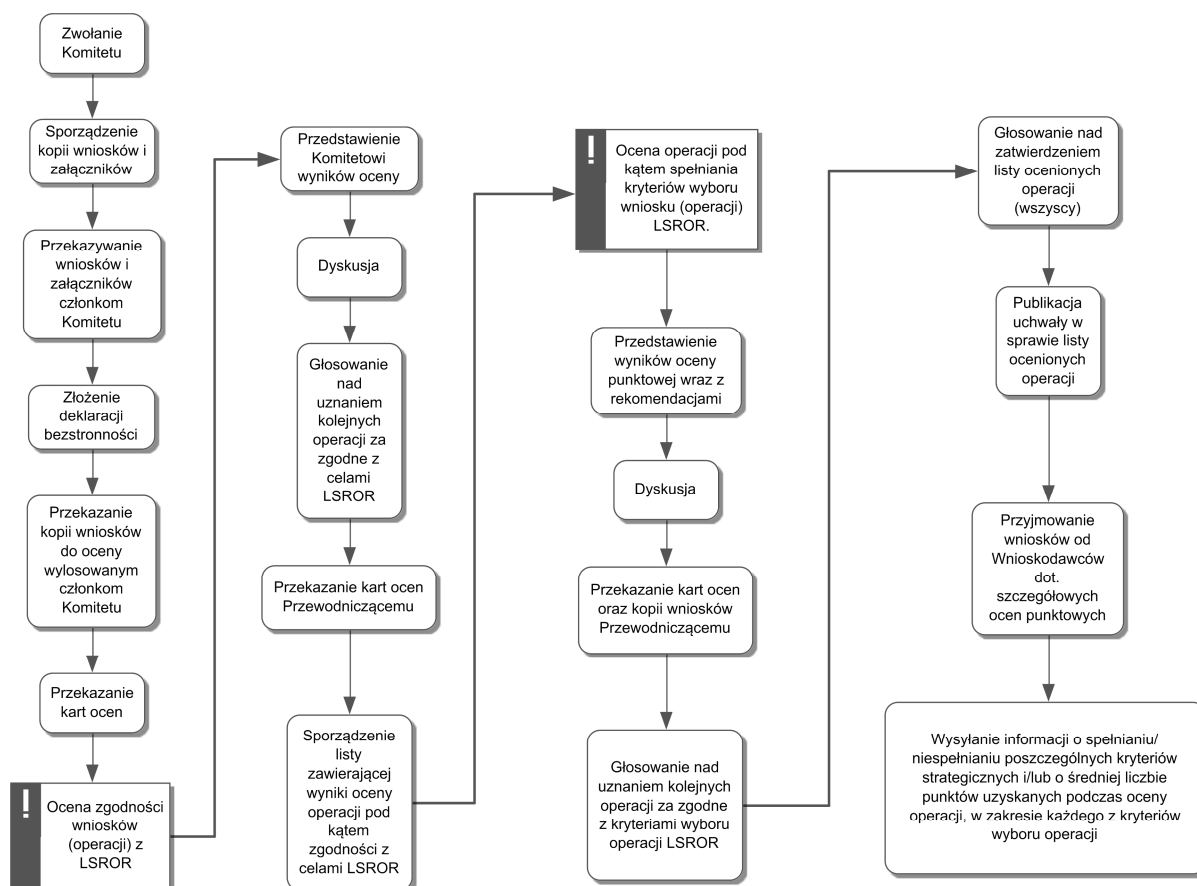 Zwołanie
Komitetu
Sporządzenie
kopii wniosków i
załączników
Przekazywanie
wniosków i
załączników
członkom
Komitetu
Złożenie
deklaracji
bezstronności
Przekazanie
kopii wniosków
do oceny
wylosowanym
członkom
Komitetu
Przekazanie
kart ocen
!
Ocena zgodności
wniosków
(operacji) z
LSROR
Przedstawienie
Komitetowi
wyników oceny
Dyskusja
Głosowanie
nad
uznaniem
kolejnych
operacji za
zgodne z
celami
LSROR
Przekazanie kart ocen
Przewodniczącemu
Sporządzenie
listy
zawierającej
wyniki oceny
operacji pod
kątem
zgodności z
celami LSROR
!
Ocena operacji pod
kątem spełniania
kryteriów wyboru
wniosku (operacji)
LSROR.
Przedstawienie
wyników oceny
punktowej wraz z
rekomendacjami
Dyskusja
Przekazanie kart ocen
oraz kopii wniosków
Przewodniczącemu
Głosowanie nad
uznaniem kolejnych
operacji za zgodne
z kryteriami wyboru
operacji LSROR
Głosowanie nad
zatwierdzeniem
listy ocenionych
operacji
(wszyscy)
Publikacja
uchwały w
sprawie listy
ocenionych
operacji
Przyjmowanie
wniosków od
Wnioskodawców
dot.
szczegółowych
ocen punktowych
Wysyłanie informacji o spełnianiu/
niespełnianiu poszczególnych kryteriów
strategicznych i/lub o średniej liczbie
punktów uzyskanych podczas oceny
operacji, w zakresie każdego z kryteriów
wyboru operacji